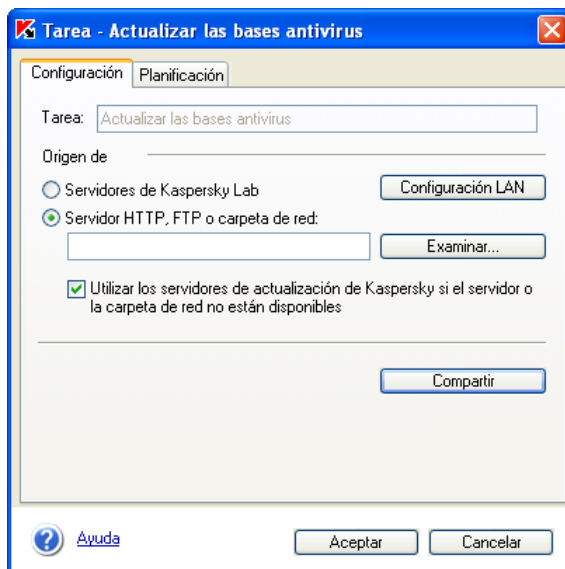 Tarea - Actualizar las bases antivirus
Configuración
Planificación
Tarea: Actualizar las bases antivirus
Origen de
Servidores de Kaspersky Lab
Configuración LAN
Servidor HTTP, FTP o carpeta de red:
Examinar...
Utilizar los servidores de actualización de Kaspersky si el servidor o
la carpeta de red no están disponibles
Compartir
Ayuda
Aceptar
Cancelar